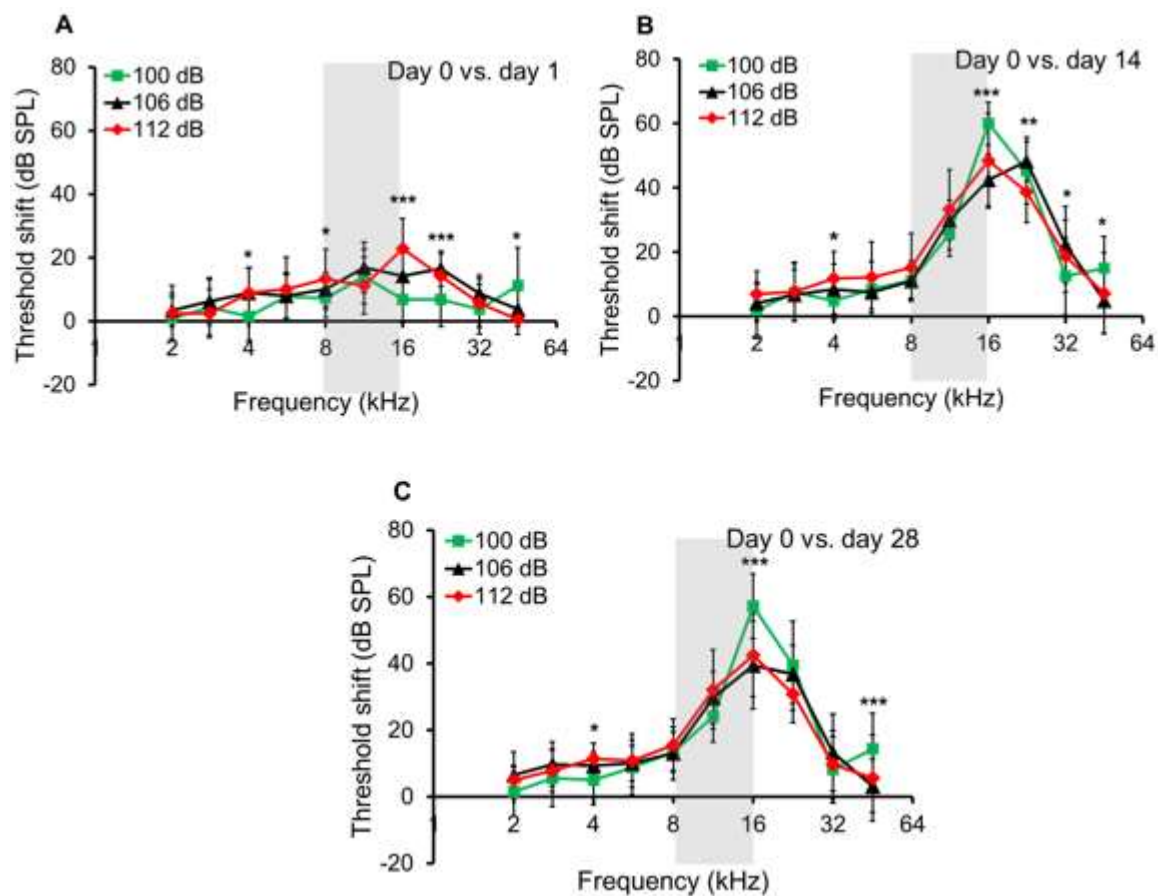 A
80
60
40
20
0
-20
Threshold shift (dB SPL)
100 dB
106 dB
112 dB
Day 0 vs. day 1
*
*
***
***
*
2 4 8 16 32 64
Frequency (kHz)
B
80
60
40
20
0
-20
Threshold shift (dB SPL)
100 dB
106 dB
112 dB
Day 0 vs. day 14
*
***
**
*
*
2 4 8 16 32 64
Frequency (kHz)
C
80
60
40
20
0
-20
Threshold shift (dB SPL)
100 dB
106 dB
112 dB
Day 0 vs. day 28
*
***
***
2 4 8 16 32 64
Frequency (kHz)